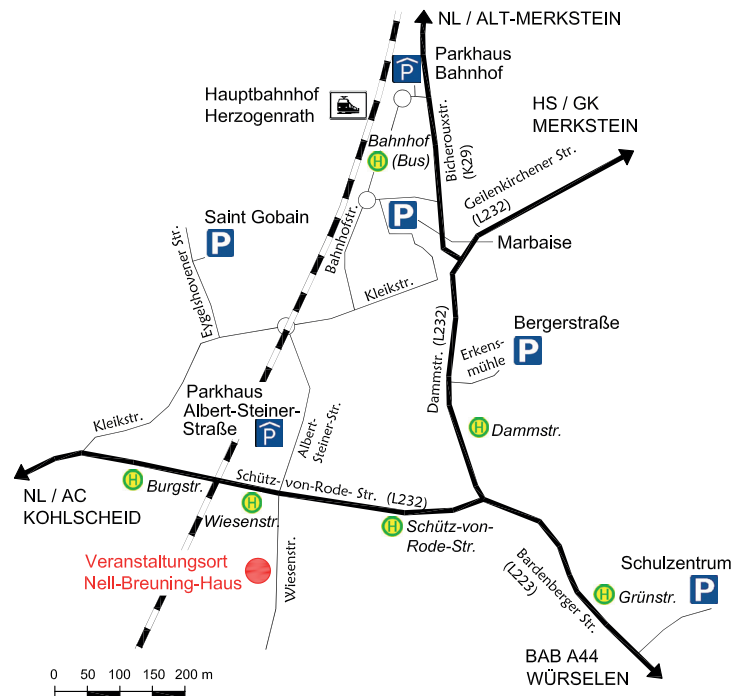 NL / ALT-MERKSTEIN
P
Parkhaus
Bahnhof
Hauptbahnhof
Herzogenrath
HS / GK
MERKSTEIN
Bahnhof
(Bus)
H
Bicherouxstr.
(K29)
Geilenkirchener Str.
(L232)
Saint Gobain
P
P
Marbaise
Bahnhofstr.
Eygelshovener Str.
Kleikstr.
Bergerstraße
P
Erkens-
mühle
Dammstr. (L232)
Parkhaus
Albert-Steiner-
Straße
P
Albert-
Steiner-Str.
Kleikstr.
H
Dammstr.
NL / AC
KOHLSCHEID
H
Burgstr.
Schütz- von-Rode- Str. (L232)
H
Wiesenstr.
H
Schütz-von-
Rode-Str.
Veranstaltungsort
Nell-Breuning-Haus
Wiesenstr.
Bardenberger Str.
(L223)
Schulzentrum
P
H
Grünstr.
BAB A44
WÜRSELEN
0 50 100 200 m